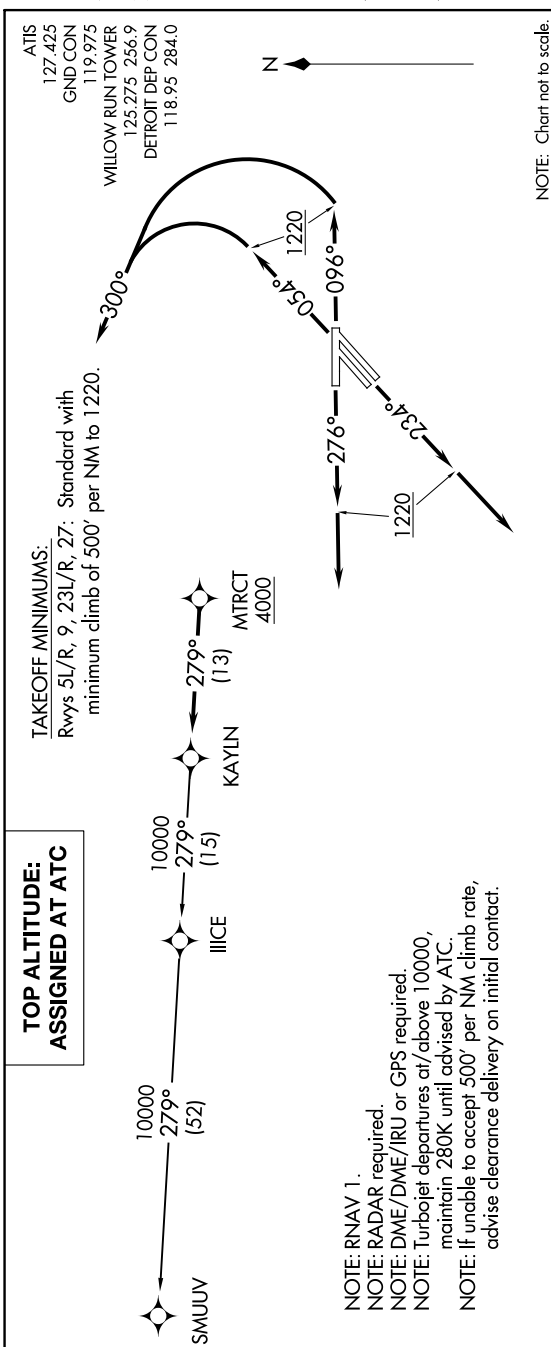 TOP ALTITUDE:
ASSIGNED AT ATC
TAKEOFF MINIMUMS:
Rwys 5L/R, 9, 23L/R, 27: Standard with
minimum climb of 500' per NM to 1220.
ATIS
127.425
GND CON
119.975
WILLOW RUN TOWER
125.275 256.9
DETROIT DEP CON
118.95 284.0
N
300°
1220
054°
096°
276°
234°
1220
MTRCT
4000
279°
(13)
KAYLN
10000
279°
(15)
IIICE
10000
279°
(52)
SMUUV
NOTE: RNAV 1.
NOTE: RADAR required.
NOTE: DME/DME/IRU or GPS required.
NOTE: Turbojet departures at/above 10000,
maintain 280K until advised by ATC.
NOTE: If unable to accept 500' per NM climb rate,
advise clearance delivery on initial contact.
NOTE: Chart not to scale.